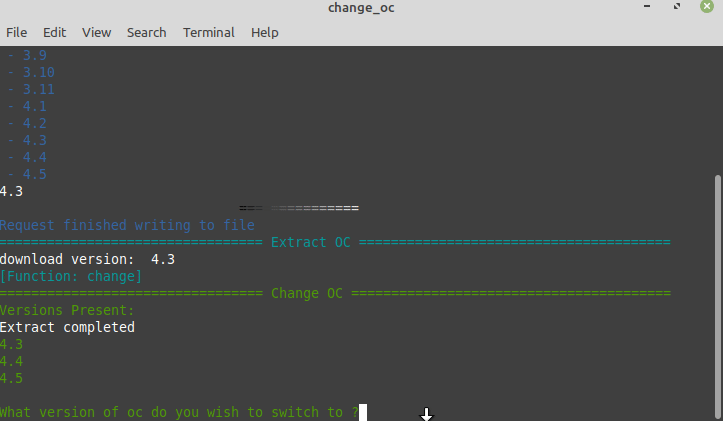 change_oc
File Edit View Search Terminal Help
- 3.9
- 3.10
- 3.11
- 4.1
- 4.2
- 4.3
- 4.4
- 4.5
4.3
=== ===========
Request finished writing to file
================================= Extract OC =======================================
download version:  4.3
[Function: change]
================================= Change OC ========================================
Versions Present:
Extract completed
4.3
4.4
4.5
What version of oc do you wish to switch to ?